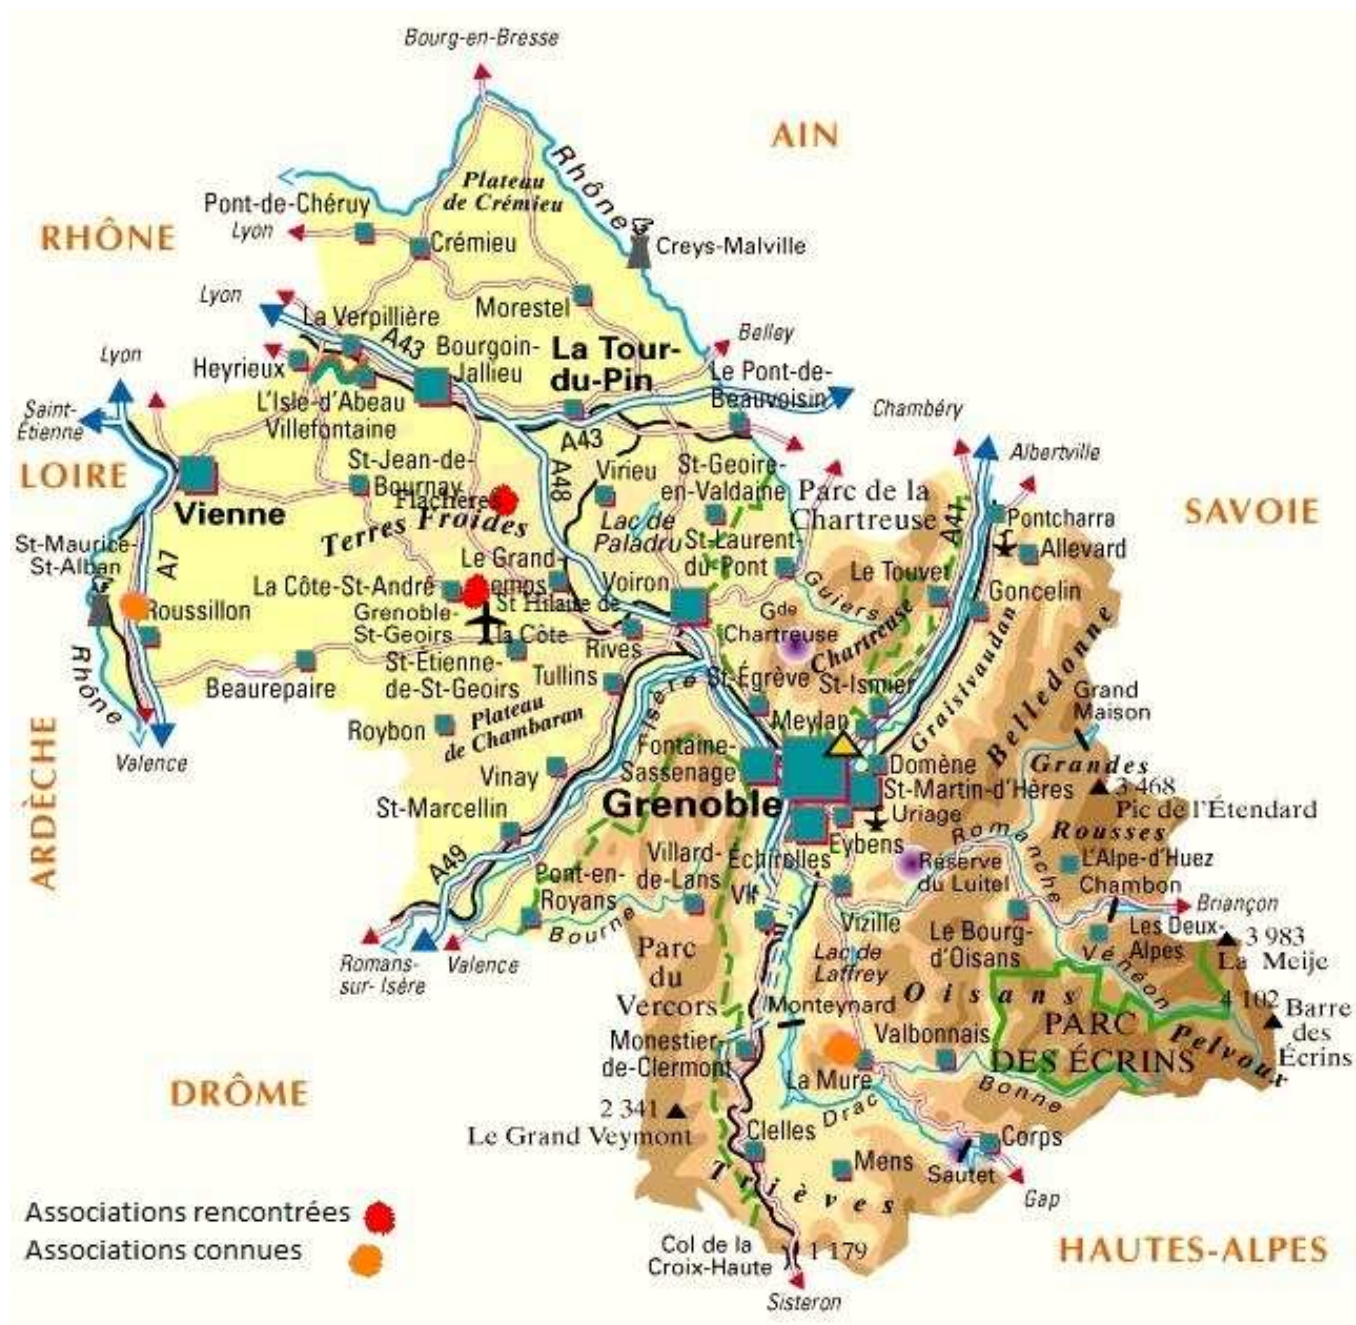 Bourg-en-Bresse
AIN
Rhône
Plateau
de Crémieu
Pont-de-Chéruy
RHÔNE
Lyon
Crémieu
Creys-Malville
Lyon
Morestel
La Verpillière
A43
Bourgoin-
Jallieu
La Tour-
du-Pin
Belley
Lyon
Heyrieux
Le Pont-de-
Beauvoisin
L'Isle-d'Abeau
Villefontaine
Saint-
Étienne
Chambéry
A43
Albertville
LOIRE
St-Jean-de-
Bournay
A48
Virieu
St-Geoire-
en-Valdaine
Parc de la
Chartreuse
A41
SAVOIE
Vienne
Flachères
Terres Froides
Lac de
Paladru
St-Laurent-
du-Pont
Pontcharra
Allevard
St-Maurice-
St-Alban
A7
Le Grand-
Lemps
La Côte-St-André
Voiron
Le Touvet
Guiers
Goncelin
Roussillon
Grenoble-
St-Geoirs
St Hilaire de
la Côte
Rives
Gde
Chartreuse
Chartreuse
Graisivaudan
Belledonne
Rhône
Beaurepaire
St-Étienne-
de-St-Geoirs
Tullins
Isère
St-Égrève
St-Ismier
Grand
Maison
Roybon
Plateau
de Chambaran
Meylan
ARDÈCHE
Valence
Vinay
Fontaine-
Sassenage
Domène
Grandes
Rousses
3 468
Pic de l'Étendard
St-Marcellin
Grenoble
St-Martin-d'Hères
Uriage
Romanche
A49
Villard-
de-Lans
Échirolles
Eybens
Réserve
du Luitel
L'Alpe-d'Huez
Chambon
Pont-en-
Royans
Vif
Briançon
Bourne
Vizille
Le Bourg-
d'Oisans
Les Deux-
Alpes
3 983
La Meije
Romans-
sur-Isère
Valence
Parc
du
Vercors
Lac de
Laffrey
Vénéon
Oisans
4 102
Barre
des
Écrins
Monteynard
PARC
DES ÉCRINS
Pelvoux
Monestier-
de-Clermont
Valbonnais
La Mure
Bonne
DRÔME
2 341
Le Grand Veymont
Drac
Clelles
Corps
Mens
Sautet
Trièves
Gap
Associations rencontrées
Associations connues
Col de la
Croix-Haute
1 179
HAUTES-ALPES
Sisteron